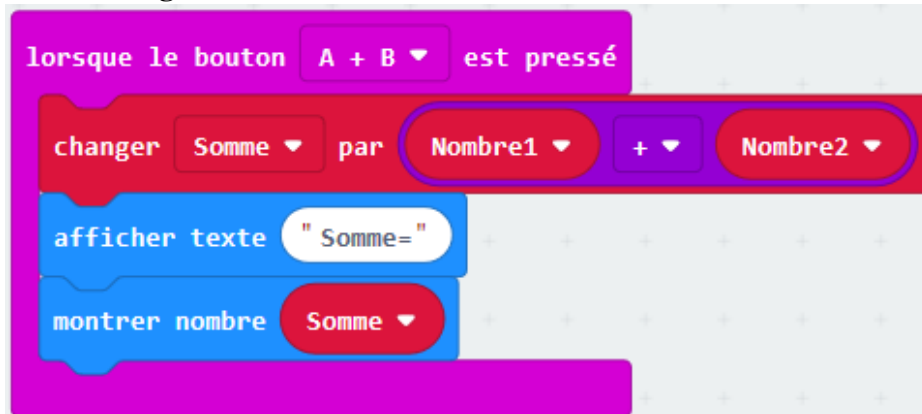 lorsque le bouton A + B est pressé
changer Somme par Nombre1 + Nombre2
afficher texte "Somme="
montrer nombre Somme